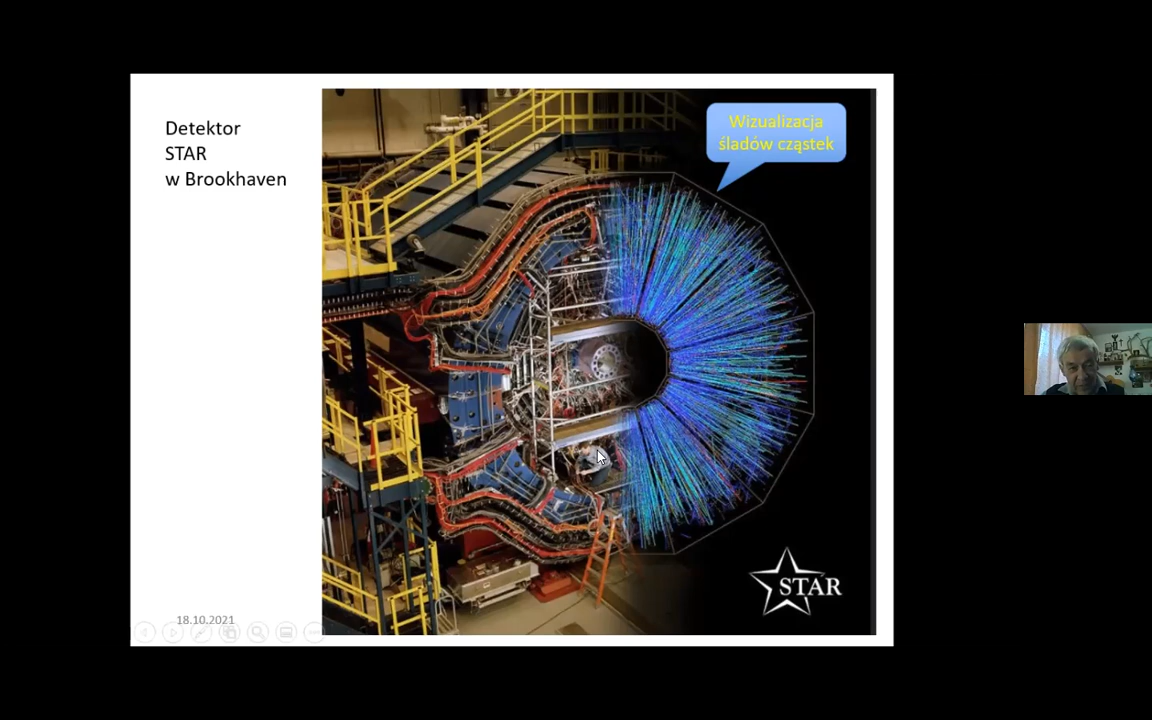 Detektor
STAR
w Brookhaven
Wizualizacja
śladów cząstek
STAR
18.10.2021